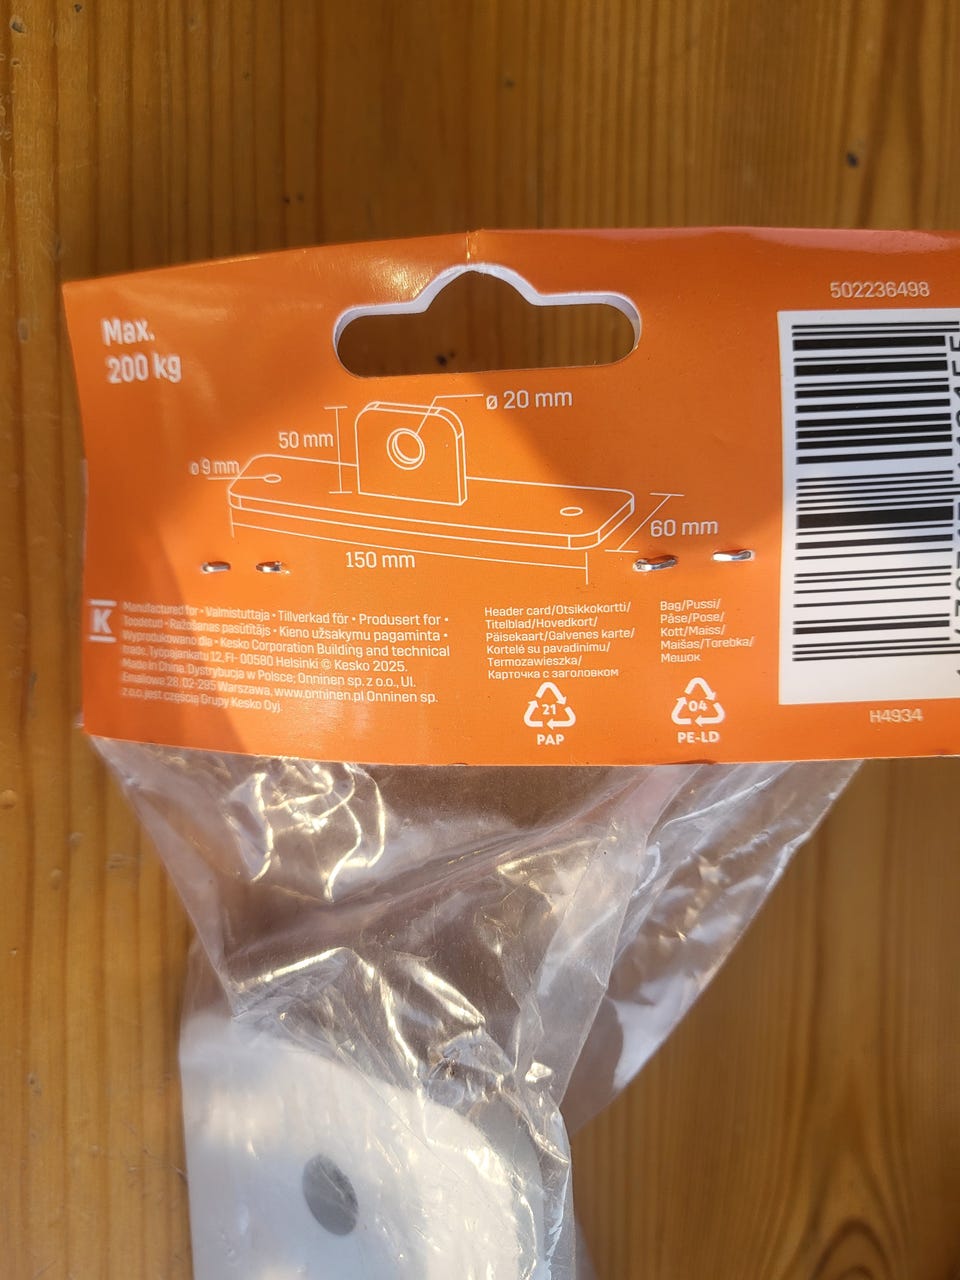 502236498
Max.
200 kg
ø 20 mm
50 mm
ø 9 mm
60 mm
150 mm
K
Manufactured for • Valmistuttaja • Tillverkad för • Produsert for •
Toodetud • Ražošanas pasūtītājs • Kieno užsakymu pagaminta •
Wyprodukowano dla • Kesko Corporation Building and technical
trade, Työpajankatu 12, FI- 00580 Helsinki © Kesko 2025.
Made in China. Dystrybucja w Polsce; Onninen sp. z o.o., Ul.
Emaliowa 28, 02-295 Warszawa, www.onninen.pl Onninen sp.
z o.o. jest częścią Grupy Kesko Oyj.
Header card/Otsikkokortti/
Titelblad/Hovedkort/
Päisekaart/Galvenes karte/
Kortelė su pavadinimu/
Termozawieszka/
Карточка с заголовком
21
PAP
Bag/Pussi/
Påse/Pose/
Kott/Maiss/
Maišas/Torebka/
Мешок
04
PE-LD
H4934